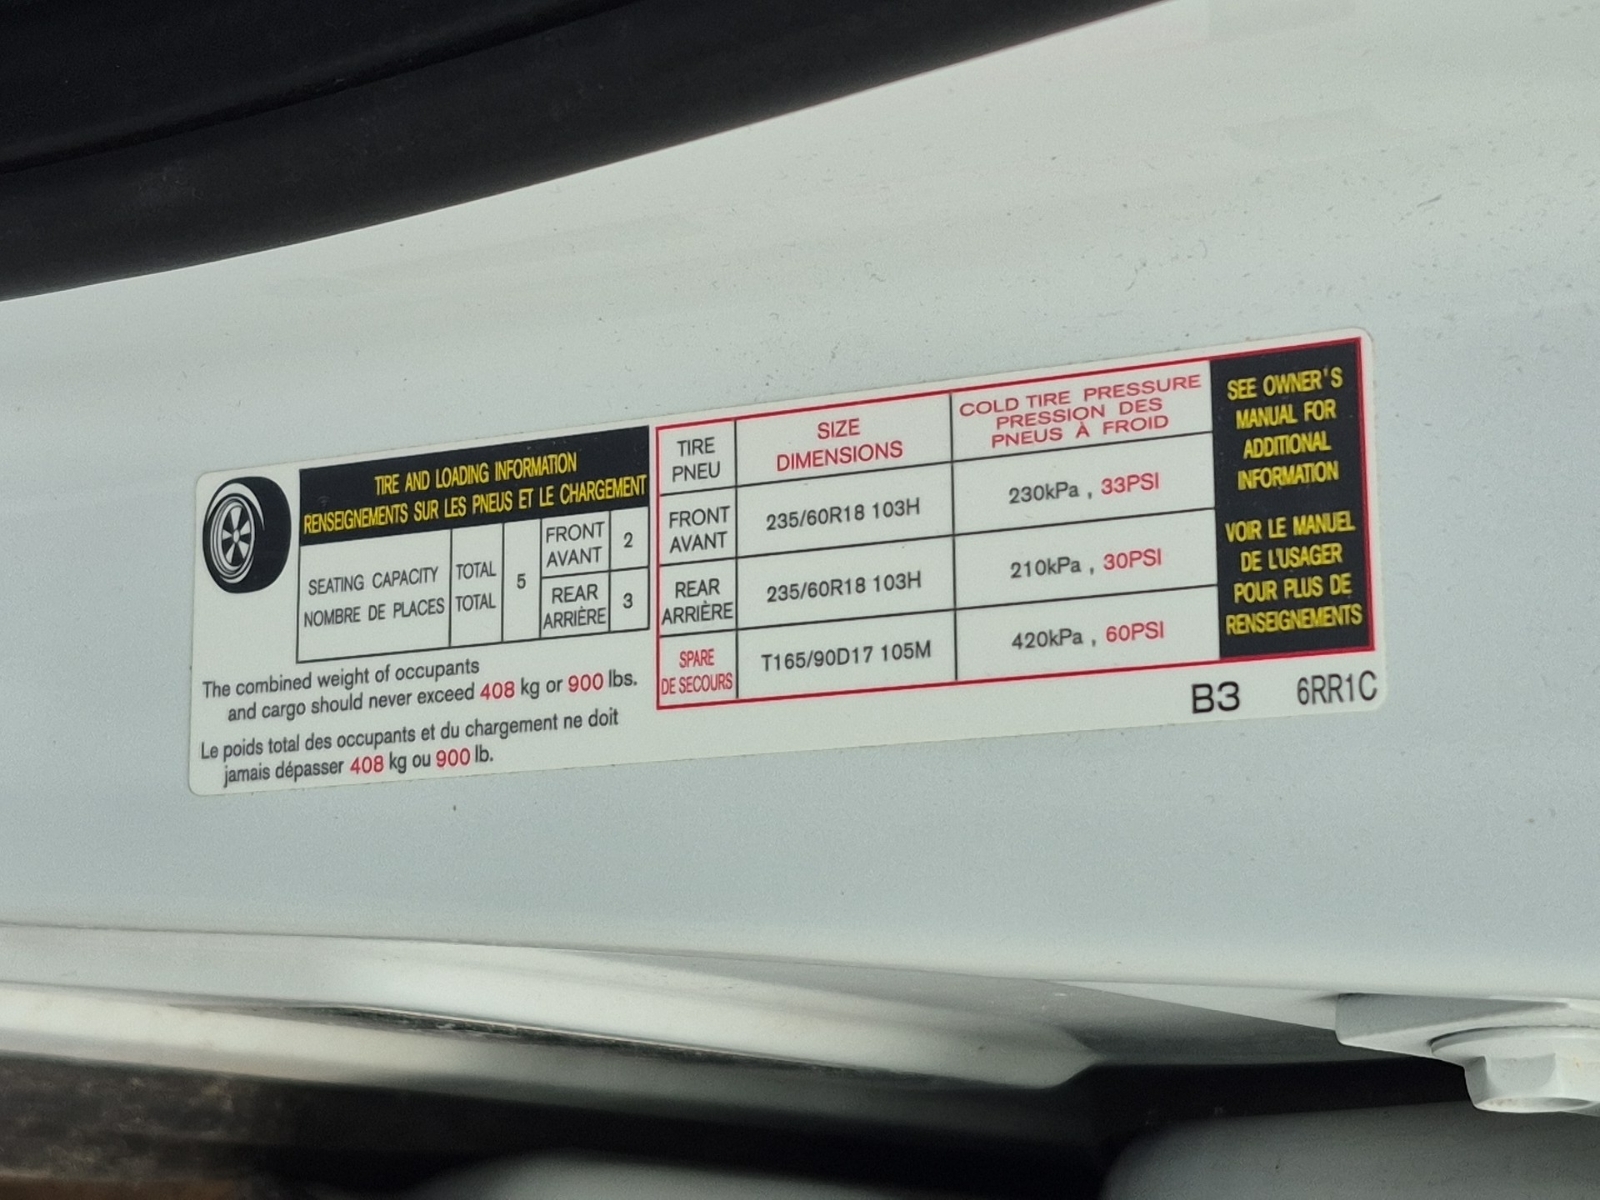 TIRE AND LOADING INFORMATION
RENSEIGNEMENTS SUR LES PNEUS ET LE CHARGEMENT
SEATING CAPACITY
NOMBRE DE PLACES
TOTAL
TOTAL
5
FRONT
AVANT
2
REAR
ARRIÈRE
3
The combined weight of occupants
and cargo should never exceed 408 kg or 900 lbs.
Le poids total des occupants et du chargement ne doit
jamais dépasser 408 kg ou 900 lb.
TIRE
PNEU
SIZE
DIMENSIONS
COLD TIRE PRESSURE
PRESSION DES
PNEUS À FROID
FRONT
AVANT
235/60R18 103H
230kPa , 33PSI
REAR
ARRIÈRE
235/60R18 103H
210kPa , 30PSI
SPARE
DE SECOURS
T165/90D17 105M
420kPa , 60PSI
SEE OWNER'S
MANUAL FOR
ADDITIONAL
INFORMATION
VOIR LE MANUEL
DE L'USAGER
POUR PLUS DE
RENSEIGNEMENTS
B3 6RR1C